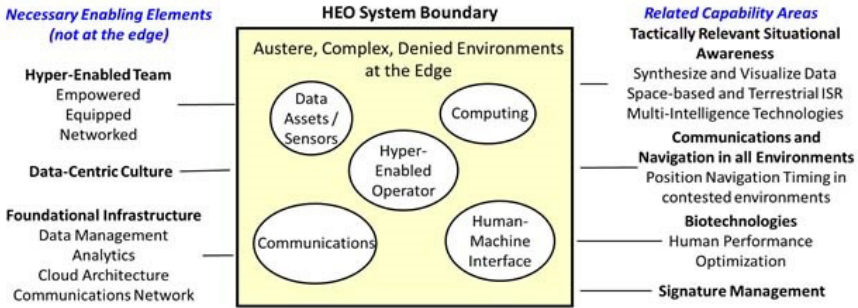 Necessary Enabling Elements
(not at the edge)
Hyper-Enabled Team
Empowered
Equipped
Networked
Data-Centric Culture
Foundational Infrastructure
Data Management
Analytics
Cloud Architecture
Communications Network
HEO System Boundary
Austere, Complex, Denied Environments
at the Edge
Data
Assets /
Sensors
Computing
Hyper-
Enabled
Operator
Communications
Human-
Machine
Interface
Related Capability Areas
Tactically Relevant Situational
Awareness
Synthesize and Visualize Data
Space-based and Terrestrial ISR
Multi-Intelligence Technologies
Communications and
Navigation in all Environments
Position Navigation Timing in
contested environments
Biotechnologies
Human Performance
Optimization
Signature Management